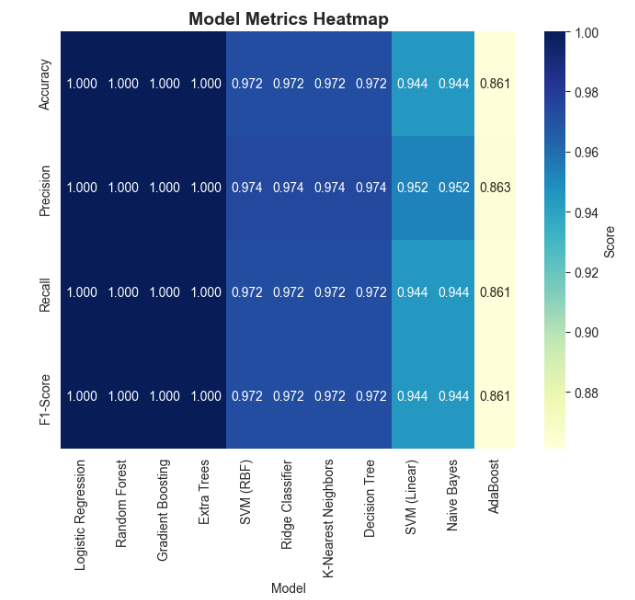 Model Metrics Heatmap
Accuracy 1.000 1.000 1.000 1.000 0.972 0.972 0.972 0.972 0.944 0.944 0.861
Precision 1.000 1.000 1.000 1.000 0.974 0.974 0.974 0.974 0.952 0.952 0.863
Recall 1.000 1.000 1.000 1.000 0.972 0.972 0.972 0.972 0.944 0.944 0.861
F1-Score 1.000 1.000 1.000 1.000 0.972 0.972 0.972 0.972 0.944 0.944 0.861
Logistic Regression
Random Forest
Gradient Boosting
Extra Trees
SVM (RBF)
Ridge Classifier
K-Nearest Neighbors
Decision Tree
SVM (Linear)
Naive Bayes
AdaBoost
Model
1.00
0.98
0.96
0.94
0.92
0.90
0.88
Score